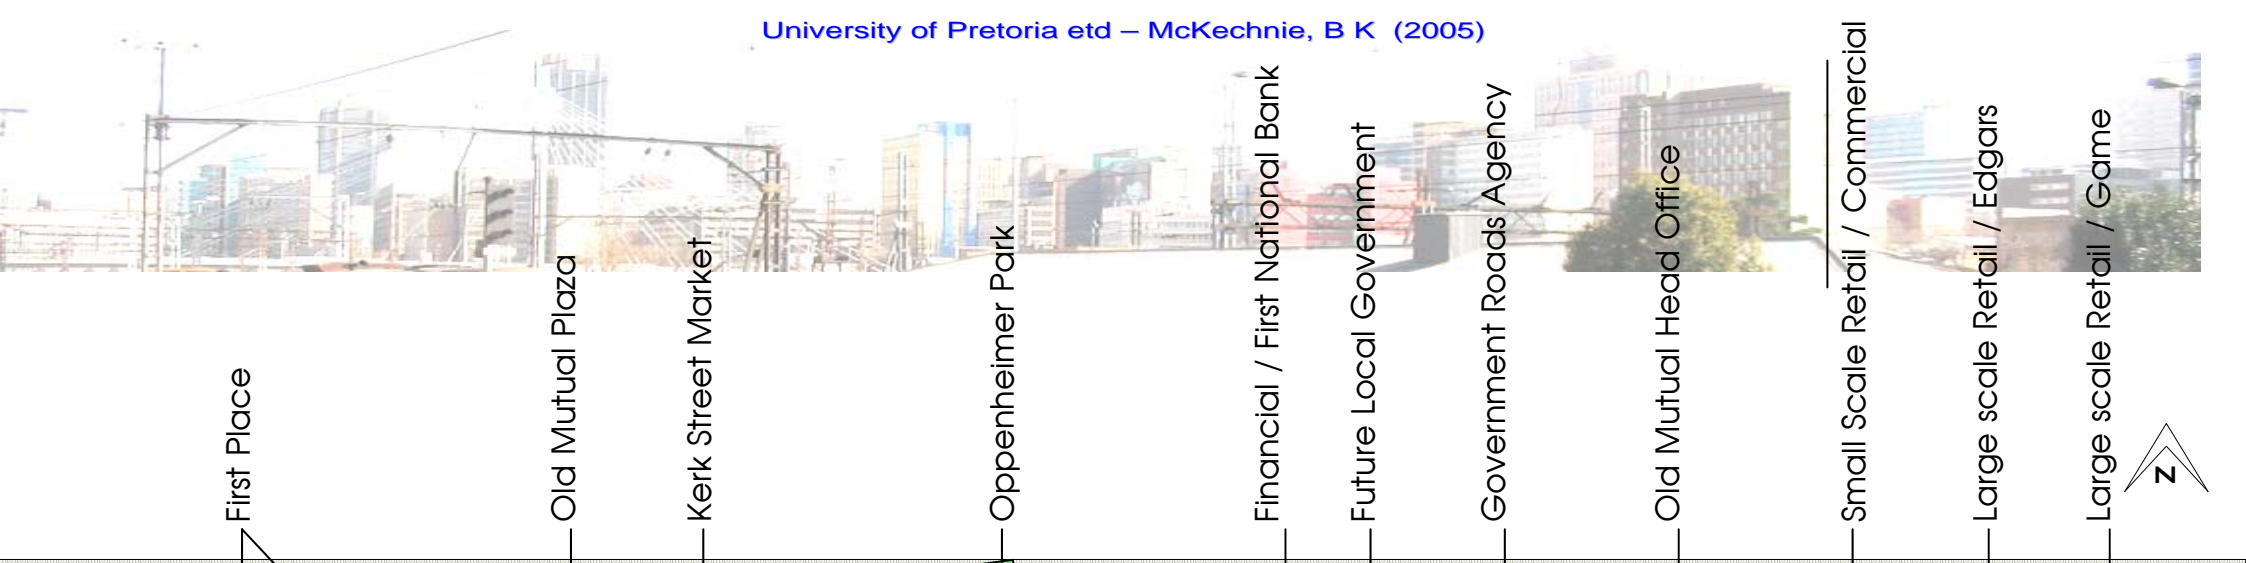 University of Pretoria etd – McKechnie, B K (2005)
First Place
Old Mutual Plaza
Kerk Street Market
Oppenheimer Park
Financial / First National Bank
Future Local Government
Government Roads Agency
Old Mutual Head Office
Small Scale Retail / Commercial
Large scale Retail / Edgars
Large scale Retail / Game
N